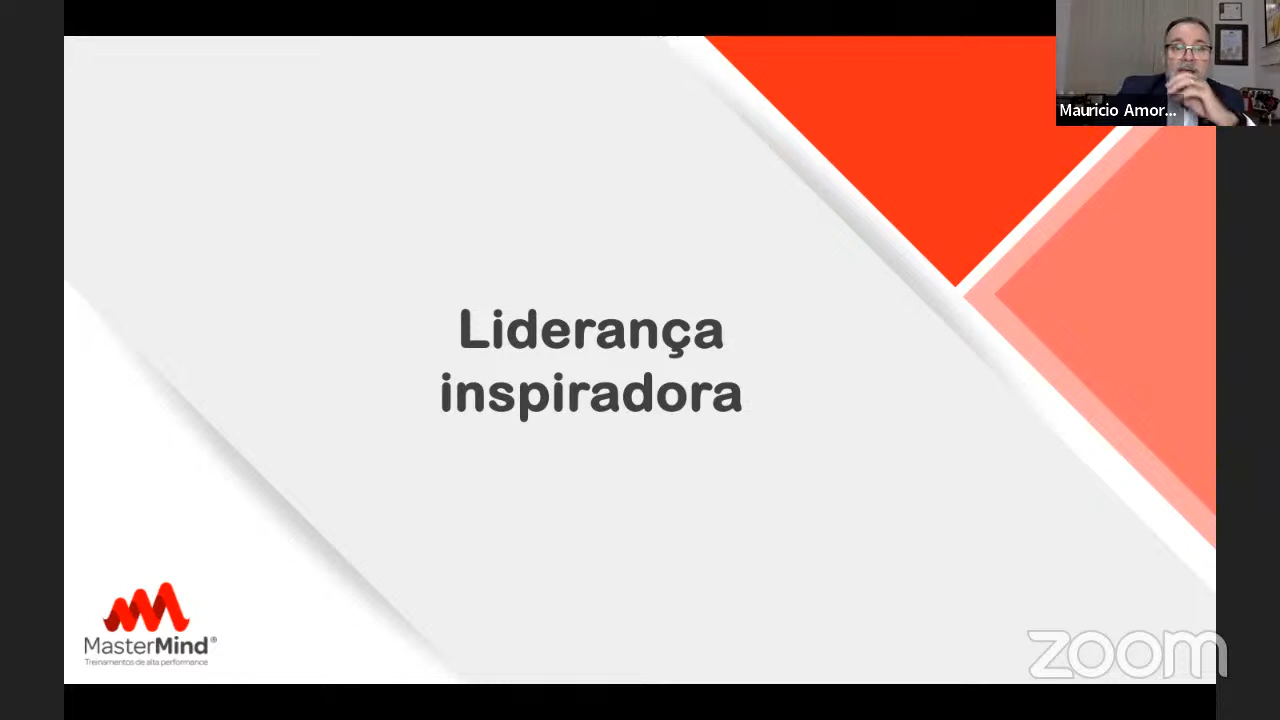 Mauricio Amor...
Liderança
inspiradora
MasterMind®
Treinamentos de alta performance
zoom